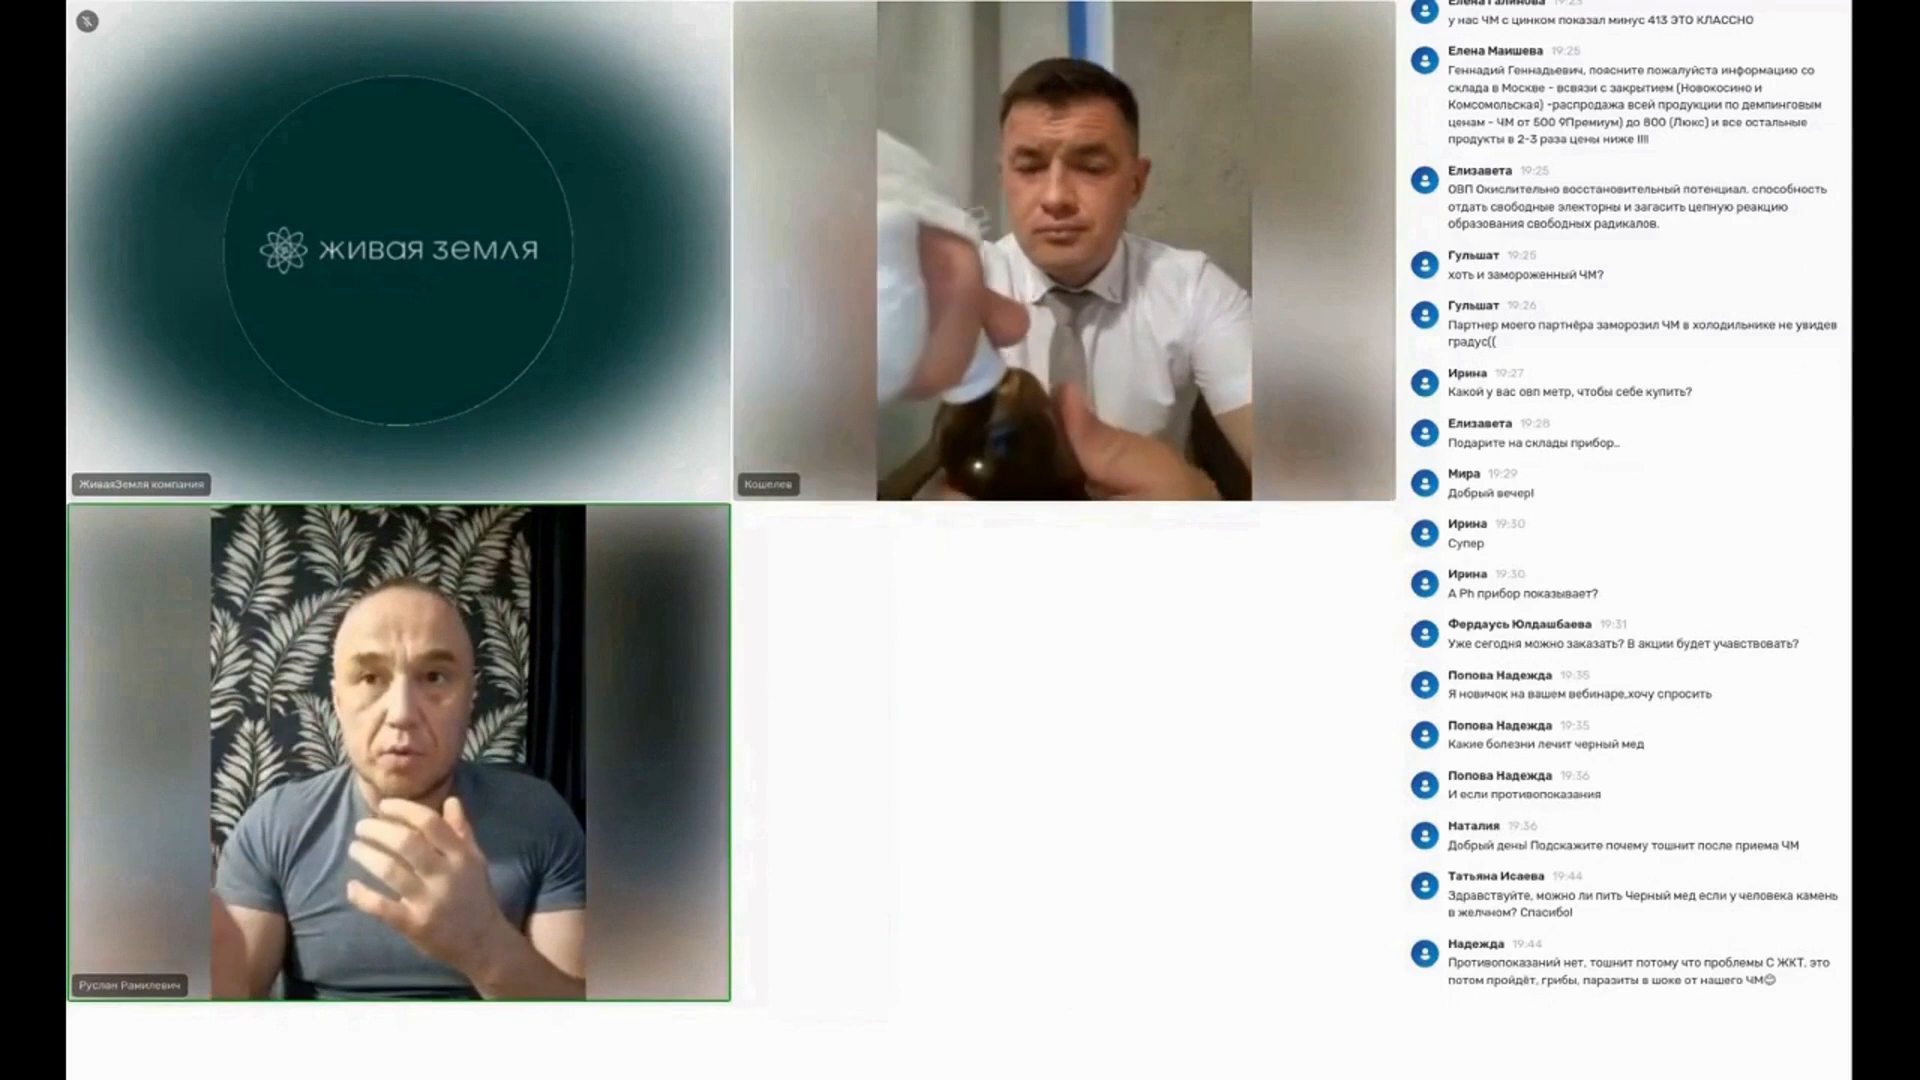 живая земля
ЖиваяЗемля компания
Кошелев
Руслан Рамилевич
Елена Галинова 19:23
у нас ЧМ с цинком показал минус 413 ЭТО КЛАССНО
Елена Маишева 19:25
Геннадий Геннадьевич, поясните пожалуйста информацию со
склада в Москве - всвязи с закрытием (Новокосино и
Комсомольская) -распродажа всей продукции по демпинговым
ценам - ЧМ от 500 9Премиум) до 800 (Люкс) и все остальные
продукты в 2-3 раза цены ниже !!!!
Елизавета 19:25
ОВП Окислительно восстановительный потенциал. способность
отдать свободные электорны и загасить цепную реакцию
образования свободных радикалов.
Гульшат 19:25
хоть и замороженный ЧМ?
Гульшат 19:26
Партнер моего партнёра заморозил ЧМ в холодильнике не увидев
градус((
Ирина 19:27
Какой у вас овп метр, чтобы себе купить?
Елизавета 19:28
Подарите на склады прибор..
Мира 19:29
Добрый вечер!
Ирина 19:30
Супер
Ирина 19:30
А Ph прибор показывает?
Фердаусь Юлдашбаева 19:31
Уже сегодня можно заказать? В акции будет учавствовать?
Попова Надежда 19:35
Я новичок на вашем вебинаре,хочу спросить
Попова Надежда 19:35
Какие болезни лечит черный мед
Попова Надежда 19:36
И если противопоказания
Наталия 19:36
Добрый день! Подскажите почему тошнит после приема ЧМ
Татьяна Исаева 19:44
Здравствуйте, можно ли пить Черный мед если у человека камень
в желчном? Спасибо!
Надежда 19:44
Противопоказаний нет, тошнит потому что проблемы С ЖКТ, это
потом пройдёт, грибы, паразиты в шоке от нашего ЧМ😊